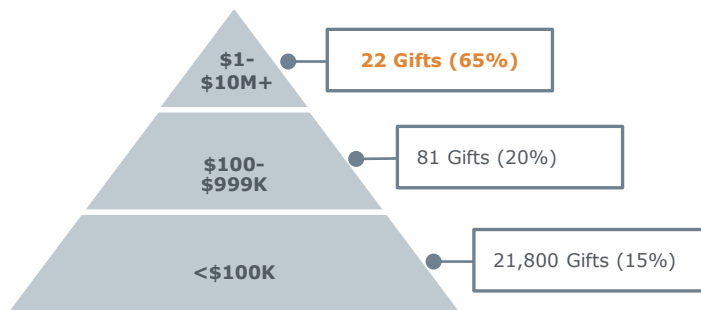 $1-
$10M+
22 Gifts (65%)
$100-
$999K
81 Gifts (20%)
<$100K
21,800 Gifts (15%)